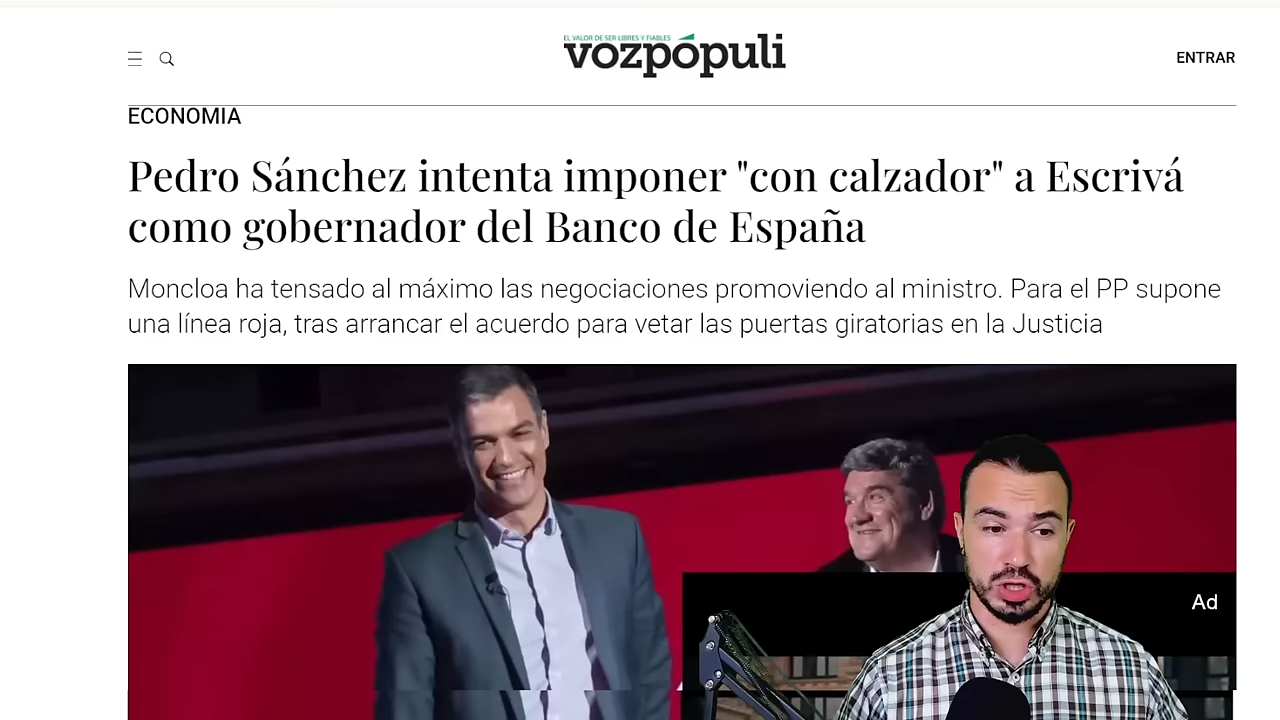 EL VALOR DE SER LIBRES Y FIABLES
vozpópuli
ENTRAR
ECONOMIA
Pedro Sánchez intenta imponer "con calzador" a Escrivá
como gobernador del Banco de España
Moncloa ha tensado al máximo las negociaciones promoviendo al ministro. Para el PP supone
una línea roja, tras arrancar el acuerdo para vetar las puertas giratorias en la Justicia
Ad